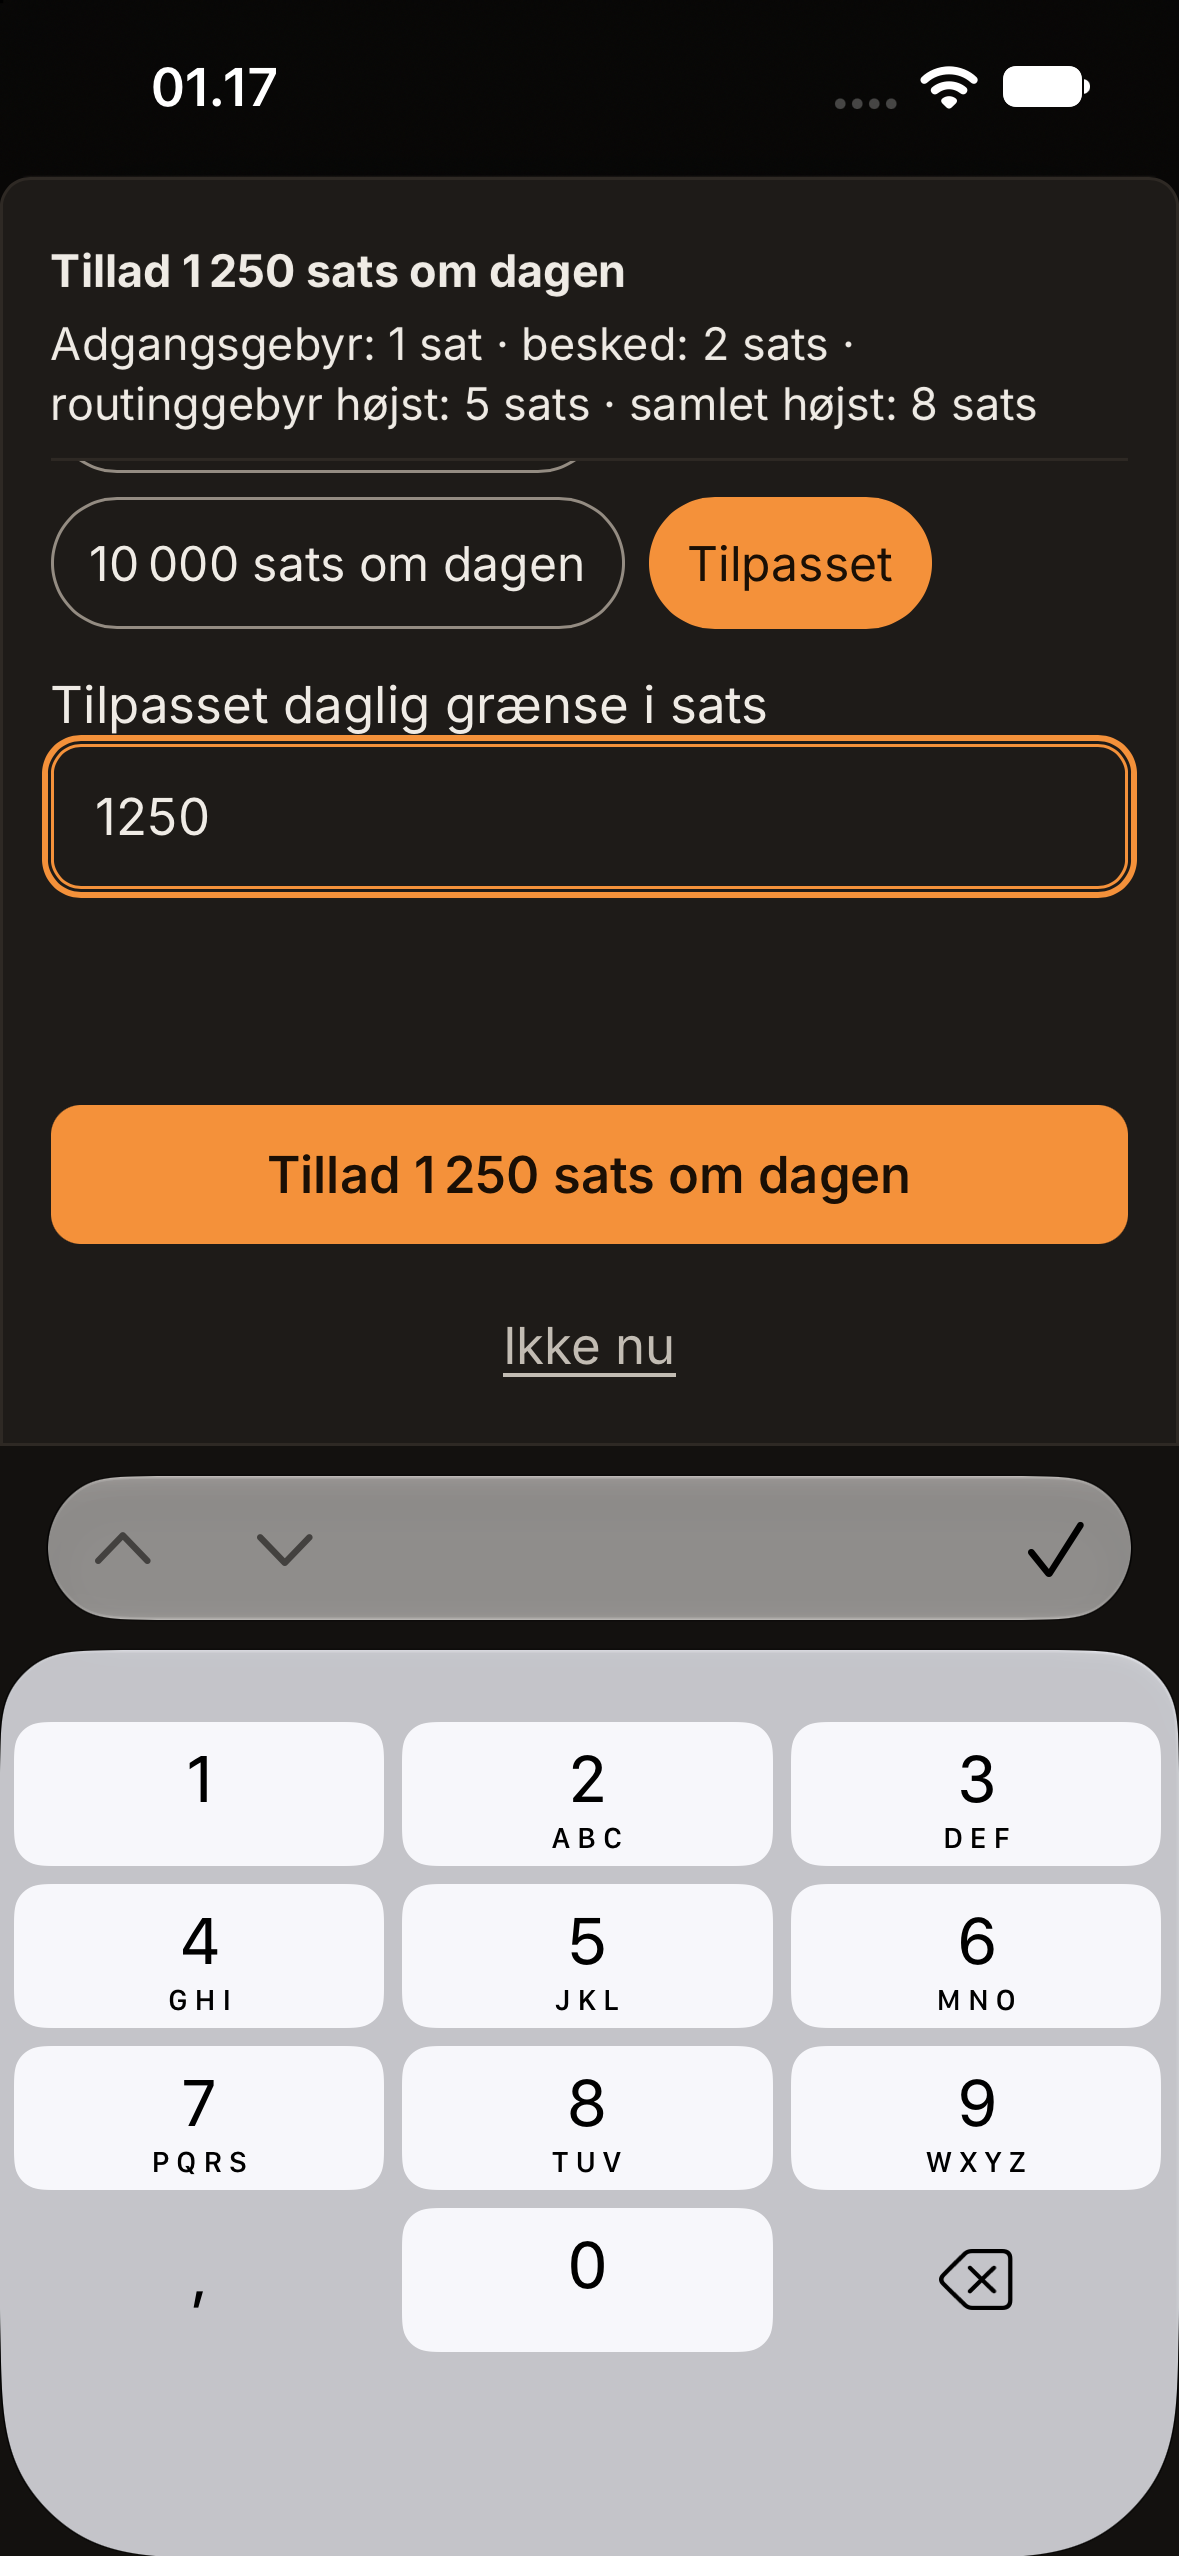 01.17
Tillad 1 250 sats om dagen
Adgangsgebyr: 1 sat · besked: 2 sats ·
routinggebyr højst: 5 sats · samlet højst: 8 sats
10 000 sats om dagen
Tilpasset
Tilpasset daglig grænse i sats
1250
Tillad 1 250 sats om dagen
Ikke nu
1
2
ABC
3
DEF
4
GHI
5
JKL
6
MNO
7
PQRS
8
TUV
9
WXYZ
,
0